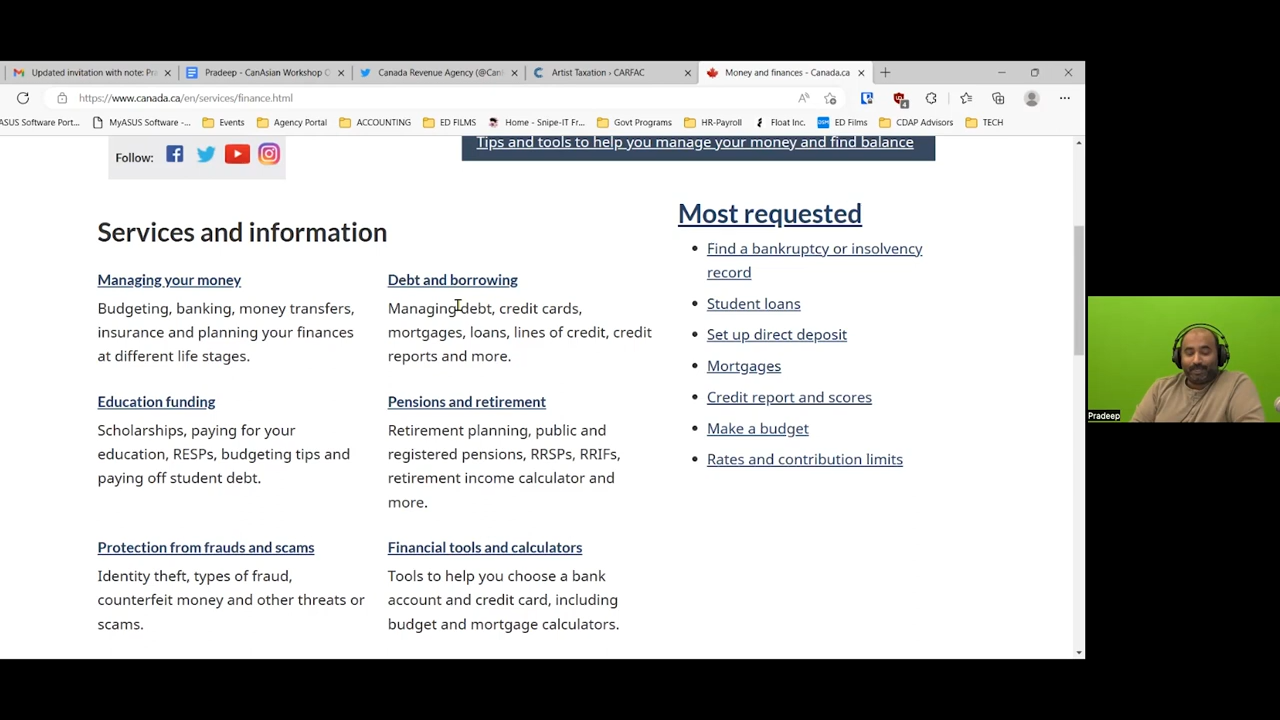 Updated invitation with note: Pra
Pradeep - CanAsian Workshop C
Canada Revenue Agency (@Can
Artist Taxation › CARFAC
Money and finances - Canada.ca
https://www.canada.ca/en/services/finance.html
ASUS Software Port...
MyASUS Software -...
Events
Agency Portal
ACCOUNTING
ED FILMS
Home - Snipe-IT Fr...
Govt Programs
HR-Payroll
Float Inc.
ED Films
CDAP Advisors
TECH
Follow:
Tips and tools to help you manage your money and find balance
Services and information
Managing your money
Budgeting, banking, money transfers,
insurance and planning your finances
at different life stages.
Debt and borrowing
Managing debt, credit cards,
mortgages, loans, lines of credit, credit
reports and more.
Education funding
Scholarships, paying for your
education, RESPs, budgeting tips and
paying off student debt.
Pensions and retirement
Retirement planning, public and
registered pensions, RRSPs, RRIFs,
retirement income calculator and
more.
Protection from frauds and scams
Identity theft, types of fraud,
counterfeit money and other threats or
scams.
Financial tools and calculators
Tools to help you choose a bank
account and credit card, including
budget and mortgage calculators.
Most requested
Find a bankruptcy or insolvency
record
Student loans
Set up direct deposit
Mortgages
Credit report and scores
Make a budget
Rates and contribution limits
Pradeep